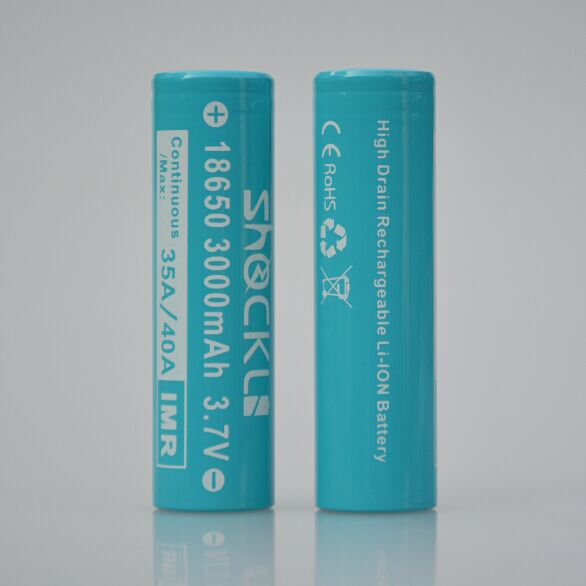 Shockli
+ 18650 3000mAh 3.7V −
Continuous
/Max: 35A/40A IMR
High Drain Rechargeable Li-ION Battery
CE RoHS